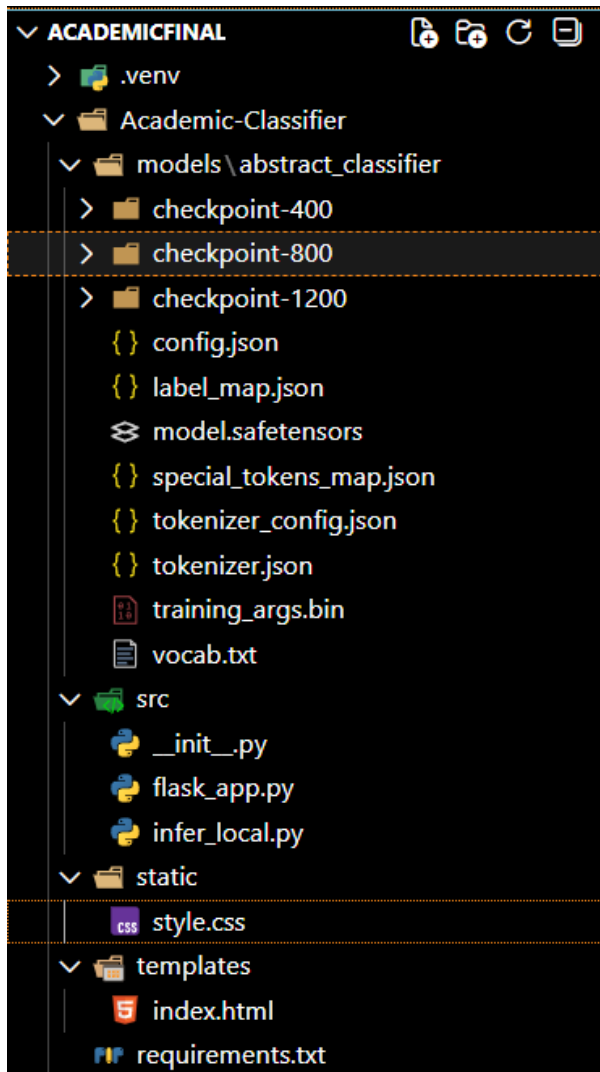 ACADEMICFINAL
.venv
Academic-Classifier
models\abstract_classifier
checkpoint-400
checkpoint-800
checkpoint-1200
config.json
label_map.json
model.safetensors
special_tokens_map.json
tokenizer_config.json
tokenizer.json
training_args.bin
vocab.txt
src
__init__.py
flask_app.py
infer_local.py
static
style.css
templates
index.html
requirements.txt